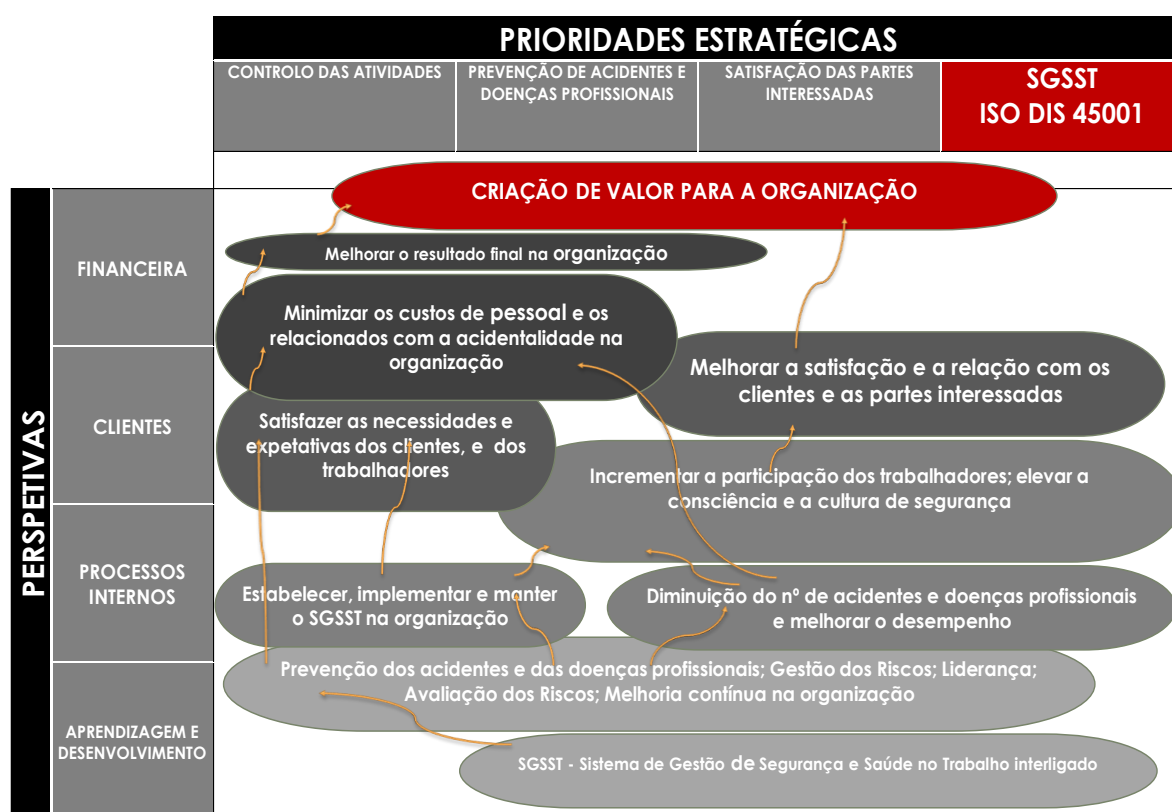 PRIORIDADES ESTRATÉGICAS
CONTROLO DAS ATIVIDADES
PREVENÇÃO DE ACIDENTES E
DOENÇAS PROFISSIONAIS
SATISFAÇÃO DAS PARTES
INTERESSADAS
SGSST
ISO DIS 45001
PERSPETIVAS
FINANCEIRA
CRIAÇÃO DE VALOR PARA A ORGANIZAÇÃO
Melhorar o resultado final na organização
Minimizar os custos de pessoal e os
relacionados com a acidentalidade na
organização
CLIENTES
Melhorar a satisfação e a relação com os
clientes e as partes interessadas
Satisfazer as necessidades e
expetativas dos clientes, e dos
trabalhadores
Incrementar a participação dos trabalhadores; elevar a
consciência e a cultura de segurança
PROCESSOS
INTERNOS
Estabelecer, implementar e manter
o SGSST na organização
Diminuição do nº de acidentes e doenças profissionais
e melhorar o desempenho
Prevenção dos acidentes e das doenças profissionais; Gestão dos Riscos; Liderança;
Avaliação dos Riscos; Melhoria contínua na organização
APRENDIZAGEM E
DESENVOLVIMENTO
SGSST - Sistema de Gestão de Segurança e Saúde no Trabalho interligado